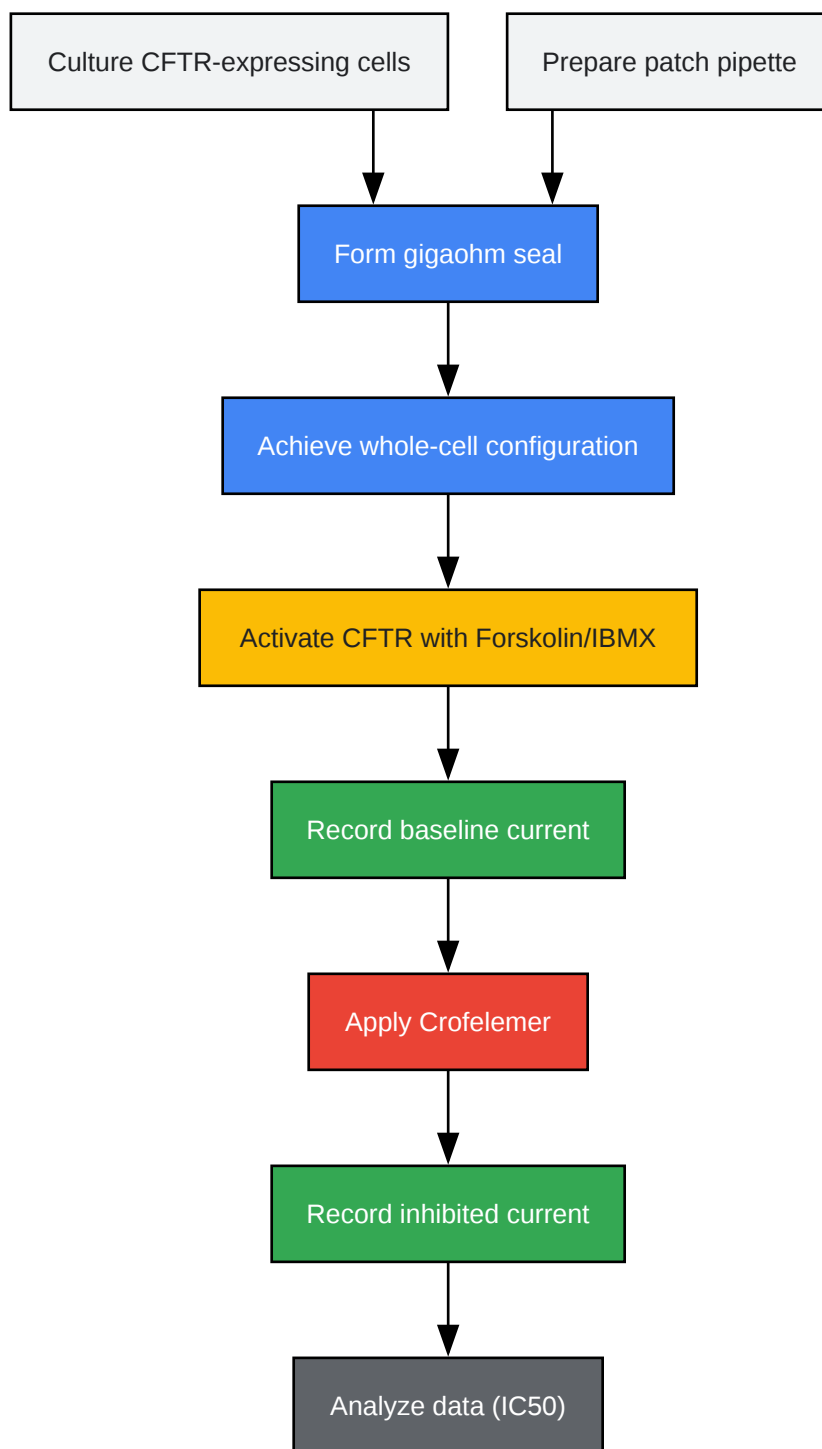 Culture CFTR-expressing cells
Prepare patch pipette
Form gigaohm seal
Achieve whole-cell configuration
Activate CFTR with Forskolin/IBMX
Record baseline current
Apply Crofelemer
Record inhibited current
Analyze data (IC50)